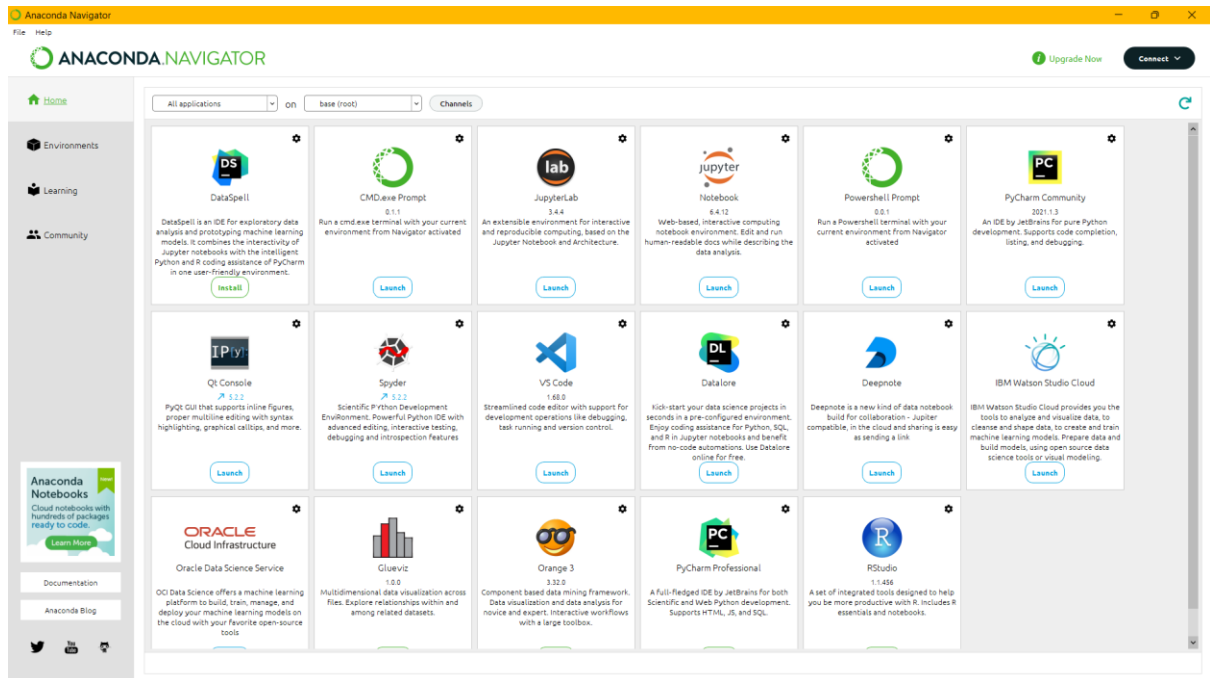 Anaconda Navigator
File Help
ANACONDA.NAVIGATOR
i Upgrade Now
Connect
Home
Environments
Learning
Community
All applications on base (root) Channels
DS
DataSpell
DataSpell is an IDE for exploratory data
analysis and prototyping machine learning
models. It combines the interactivity of
Jupyter notebooks with the intelligent
Python and R coding assistance of PyCharm
in one user-friendly environment.
Install
CMD.exe Prompt
0.1.1
Run a cmd.exe terminal with your current
environment from Navigator activated
Launch
lab
JupyterLab
3.4.4
An extensible environment for interactive
and reproducible computing, based on the
Jupyter Notebook and Architecture.
Launch
jupyter
Notebook
6.4.12
Web-based, interactive computing
notebook environment. Edit and run
human-readable docs while describing the
data analysis.
Launch
Powershell Prompt
0.0.1
Run a Powershell terminal with your
current environment from Navigator
activated
Launch
PC
PyCharm Community
2021.1.3
An IDE by JetBrains for pure Python
development. Supports code completion,
listing, and debugging.
Launch
IP[y]:
Qt Console
5.2.2
PyQt GUI that supports inline figures,
proper multiline editing with syntax
highlighting, graphical calltips, and more.
Launch
Spyder
5.2.2
Scientific PYthon Development
EnviRonment. Powerful Python IDE with
advanced editing, interactive testing,
debugging and introspection features
Launch
VS Code
1.68.0
Streamlined code editor with support for
development operations like debugging,
task running and version control.
Launch
DL
Datalore
Kick-start your data science projects in
seconds in a pre-configured environment.
Enjoy coding assistance for Python, SQL,
and R in Jupyter notebooks and benefit
from no-code automations. Use Datalore
online for free.
Launch
Deepnote
Deepnote is a new kind of data notebook
build for collaboration - Jupiter
compatible, in the cloud and sharing is easy
as sending a link
Launch
IBM Watson Studio Cloud
IBM Watson Studio Cloud provides you the
tools to analyze and visualize data, to
cleanse and shape data, to create and train
machine learning models. Prepare data and
build models, using open source data
science tools or visual modeling.
Launch
ORACLE
Cloud Infrastructure
Oracle Data Science Service
OCI Data Science offers a machine learning
platform to build, train, manage, and
deploy your machine learning models on
the cloud with your favorite open-source
tools
Glueviz
1.0.0
Multidimensional data visualization across
files. Explore relationships within and
among related datasets.
Orange 3
3.32.0
Component based data mining framework.
Data visualization and data analysis for
novice and expert. Interactive workflows
with a large toolbox.
PC
PyCharm Professional
A full-fledged IDE by JetBrains for both
Scientific and Web Python development.
Supports HTML, JS, and SQL.
R
RStudio
1.1.456
A set of integrated tools designed to help
you be more productive with R. Includes R
essentials and notebooks.
Anaconda
Notebooks
New!
Cloud notebooks with
hundreds of packages
ready to code.
Learn More
Documentation
Anaconda Blog
You
Tube